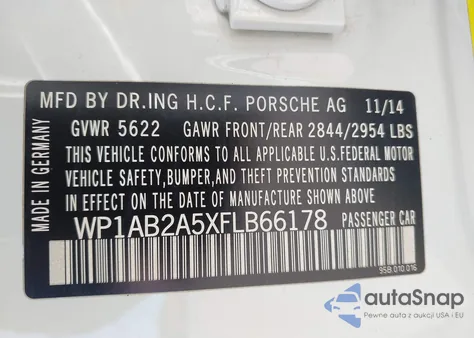 MFD BY DR.ING H.C.F. PORSCHE AG 11/14
GVWR 5622 GAWR FRONT/REAR 2844/2954 LBS
THIS VEHICLE CONFORMS TO ALL APPLICABLE U.S.FEDERAL MOTOR
VEHICLE SAFETY,BUMPER,AND THEFT PREVENTION STANDARDS IN
EFFECT ON THE DATE OF MANUFACTURE SHOWN ABOVE.
WP1AB2A5XFLB66178 PASSENGER CAR
MADE IN GERMANY
95B.010.016
autoSnap
Pewne auta z aukcji USA i EU